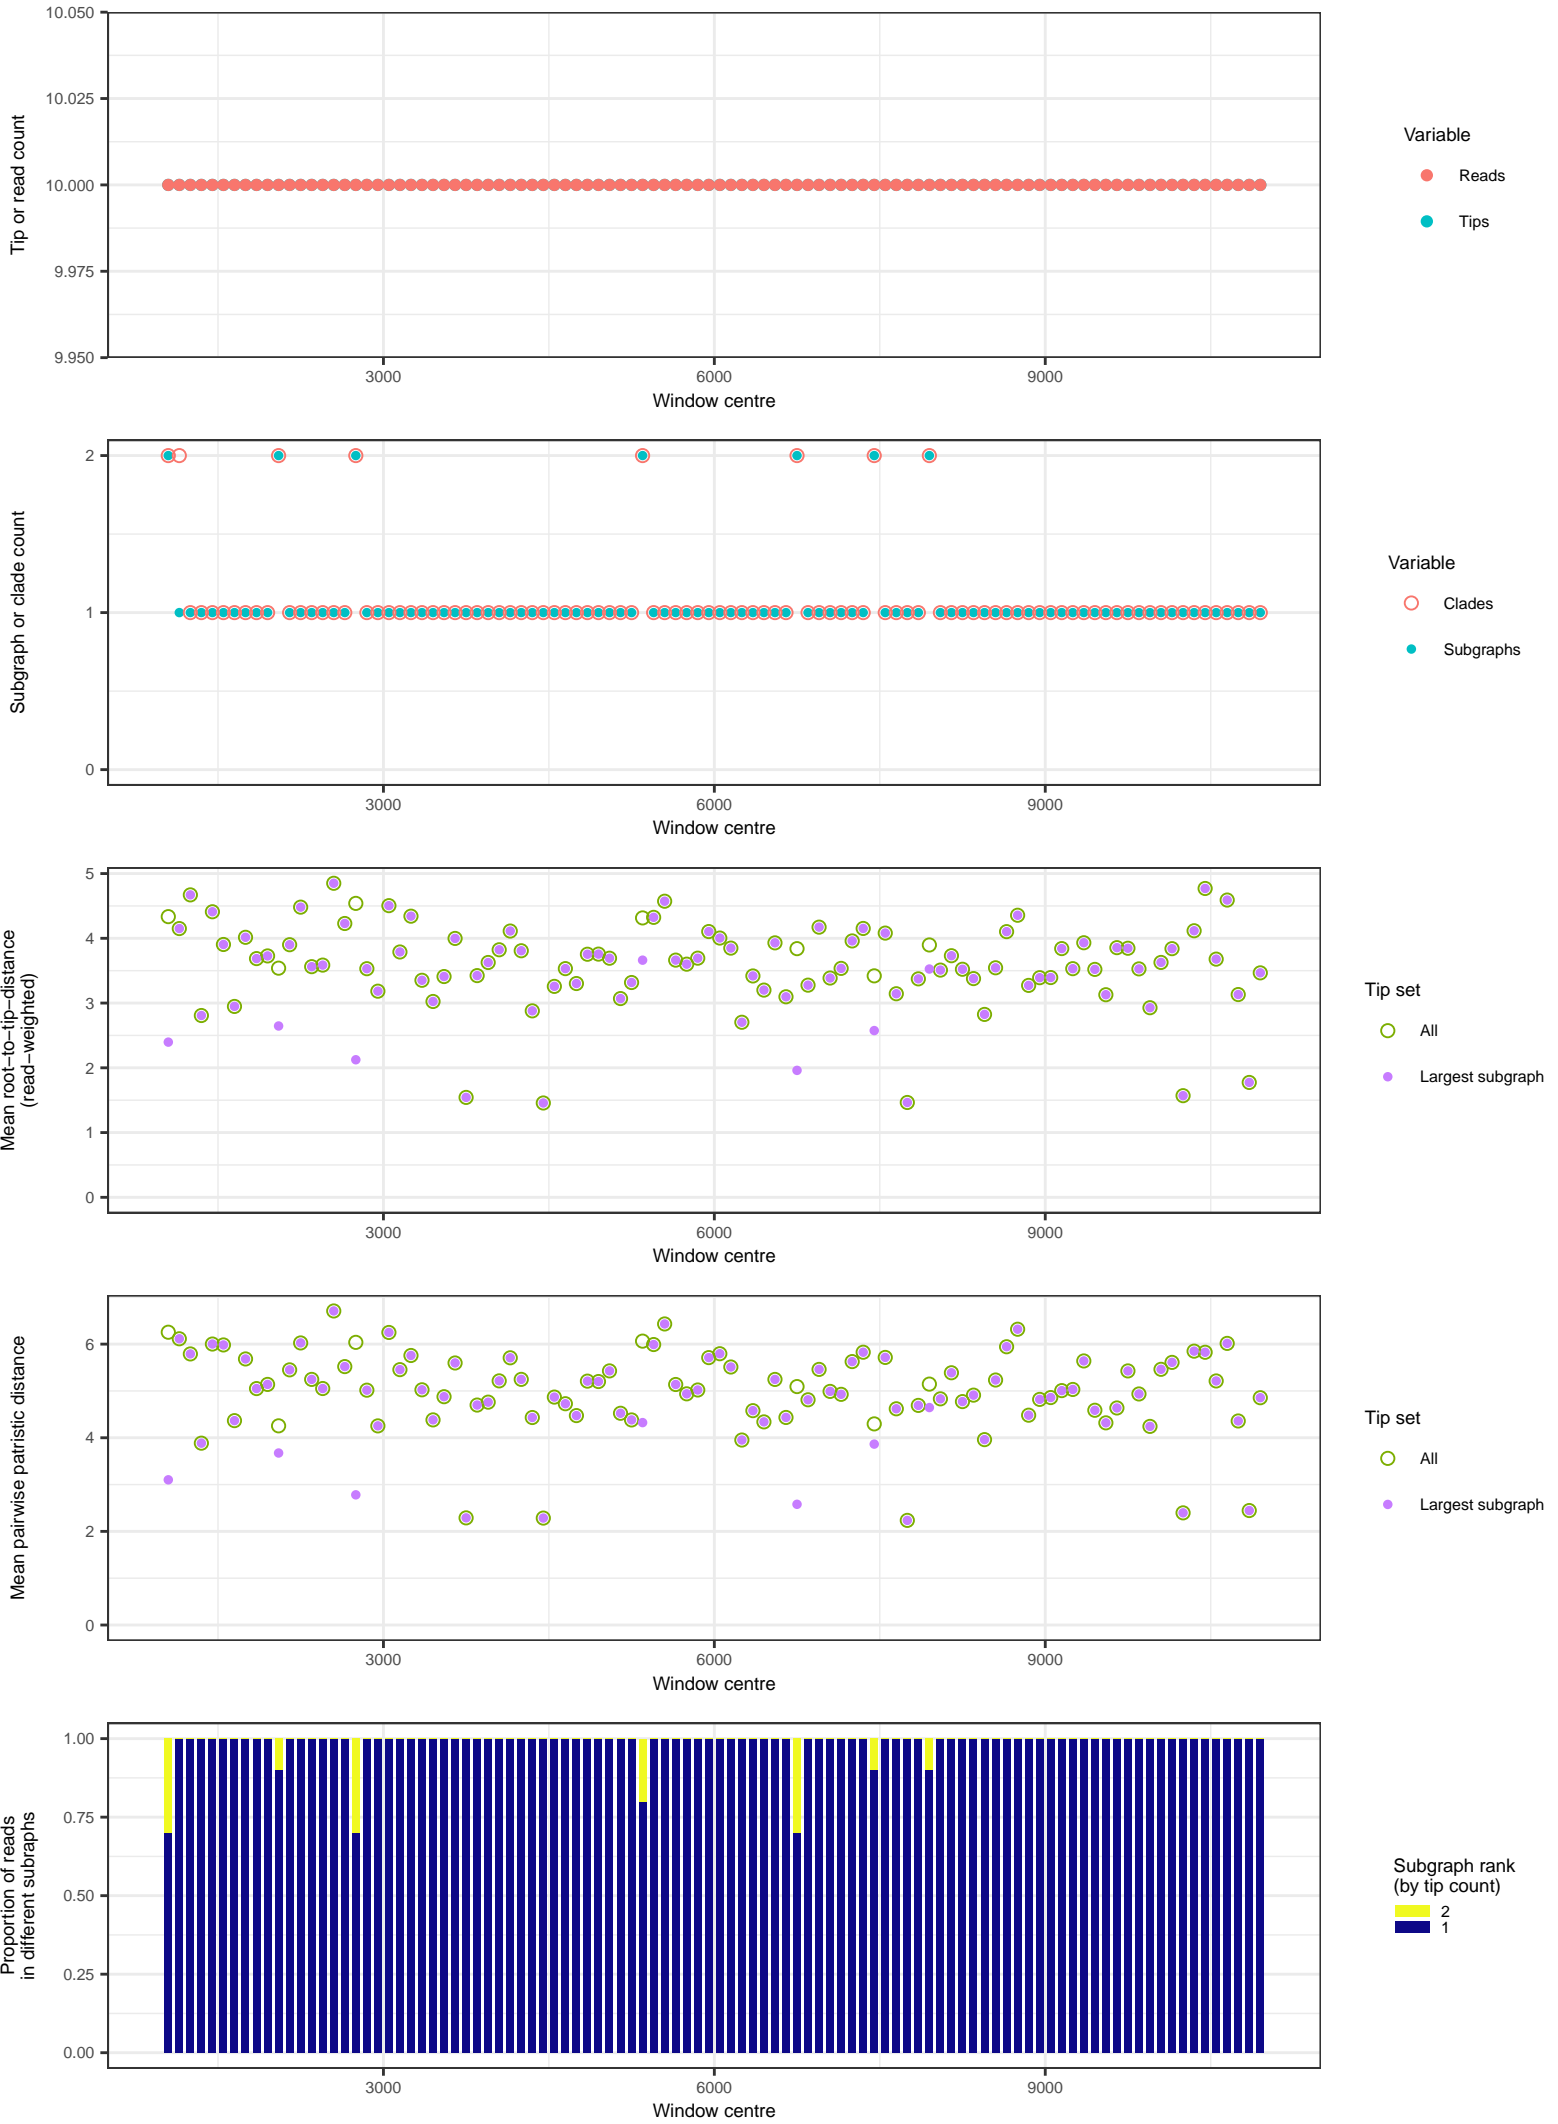 10.050
10.025
10.000
9.975
9.950
Tip or read count
3000
6000
9000
Window centre
Variable
Reads
Tips
2
1
0
Subgraph or clade count
3000
6000
9000
Window centre
Variable
Clades
Subgraphs
5
4
3
2
1
0
Mean root−to−tip−distance
(read−weighted)
3000
6000
9000
Window centre
Tip set
All
Largest subgraph
6
4
2
0
Mean pairwise patristic distance
3000
6000
9000
Window centre
Tip set
All
Largest subgraph
1.00
0.75
0.50
0.25
0.00
Proportion of reads
in different subraphs
3000
6000
9000
Window centre
Subgraph rank
(by tip count)
2
1